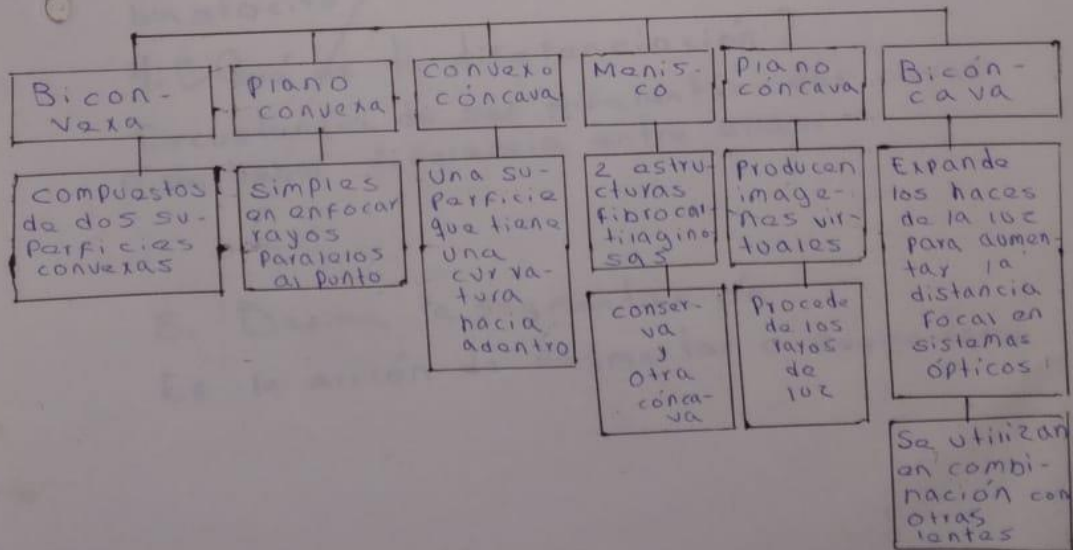 Bicon-
vexa
compuestos
de dos su-
perficies
convexas
Plano
convexa
simples
en enfocar
rayos
paralelos
al punto
convexo
cóncava
Una su-
perficie
que tiene
una
curva-
tura
hacia
adentro
Menis-
co
2 estru-
cturas
fibrocar-
tilagino-
sas
conser-
va
y
otra
cónca-
va
Plano
cóncava
Producen
imáge-
nes vir-
tuales
Procede
de los
rayos
de
luz
Bicón-
cava
Expande
los haces
de la luz
para aumen-
tar la
distancia
focal en
sistemas
ópticos
Se utilizan
en combi-
nación con
otras
lentes